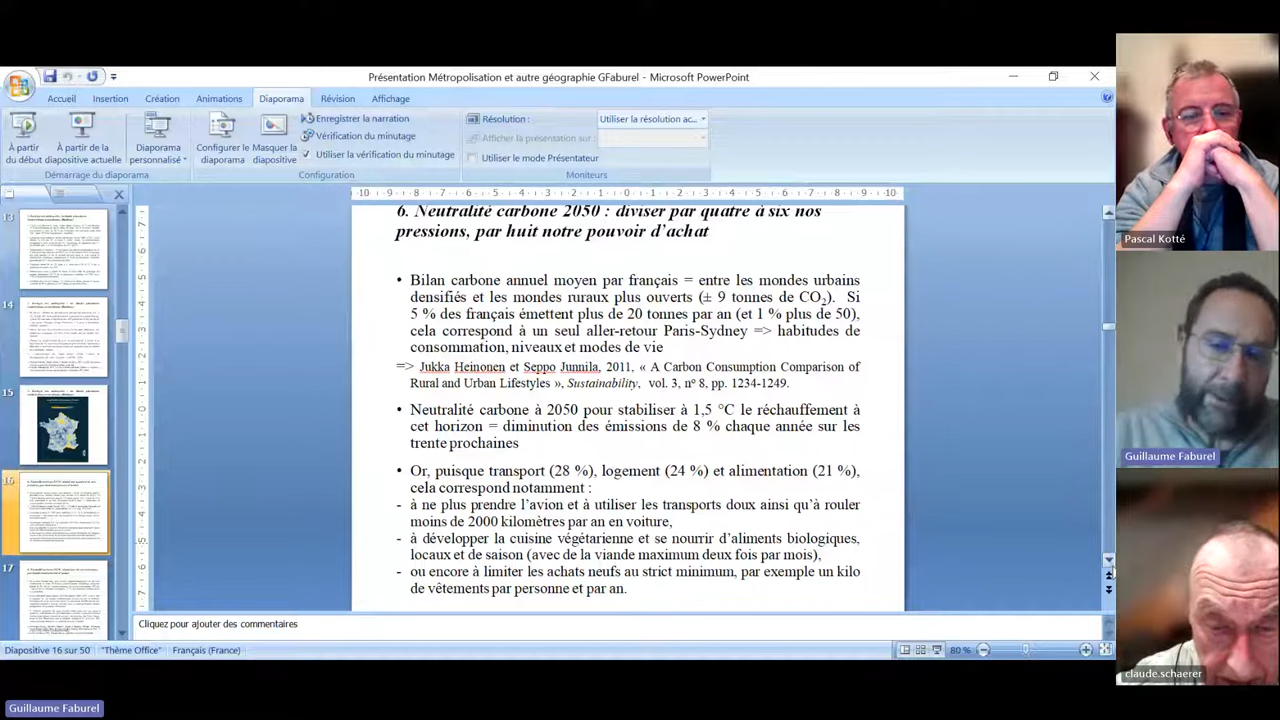 Présentation Métropolisation et autre géographie GFaburel - Microsoft PowerPoint
Accueil
Insertion
Création
Animations
Diaporama
Révision
Affichage
À partir
du début
À partir de la
diapositive actuelle
Diaporama
personnalisé
Configurer le
diaporama
Masquer la
diapositive
Enregistrer la narration
Vérification du minutage
Utiliser la vérification du minutage
Résolution :
Utiliser la résolution ac...
Afficher la présentation sur :
Utiliser le mode Présentateur
Démarrage du diaporama
Configuration
Moniteurs
13
14
15
16
17
6. Neutralité carbone 2050 : diviser par quatre à six nos
pressions, par huit notre pouvoir d'achat
• Bilan carbone annuel moyen par français = entre les mondes urbains
densifiés et les mondes ruraux plus ouverts (± 9 tonnes de CO2). Si
5 % des Français émettent plus de 20 tonnes par an (et 1 % plus de 50),
cela correspond à un seul aller-retour Paris-Sydney => habitudes de
consommation, niveaux et modes de vie
=> Jukka Heinonen et Seppo Junnila, 2011, « A Carbon Consumption Comparison of
Rural and Urban Lifestyles », Sustainability, vol. 3, nº 8, pp. 1234-1249.
• Neutralité carbone à 2050 pour stabiliser à 1,5 °C le réchauffement à
cet horizon = diminution des émissions de 8 % chaque année sur les
trente prochaines
• Or, puisque transport (28 %), logement (24 %) et alimentation (21 %),
cela correspond notamment :
- à ne plus prendre l'avion et à utiliser les transports doux ainsi qu'à rouler
moins de 2000 kilomètres par an en voiture,
- à développer la cuisine végétarienne et se nourrir d'aliments biologiques,
locaux et de saison (avec de la viande maximum deux fois par mois),
- ou encore limiter les achats neufs au strict minimum, par exemple un kilo
de vêtements par personne et par an.
Cliquez pour ajouter des commentaires
Diapositive 16 sur 50
"Thème Office"
Français (France)
80 %
Pascal Kotté
Guillaume Faburel
claude.schaerer
Guillaume Faburel